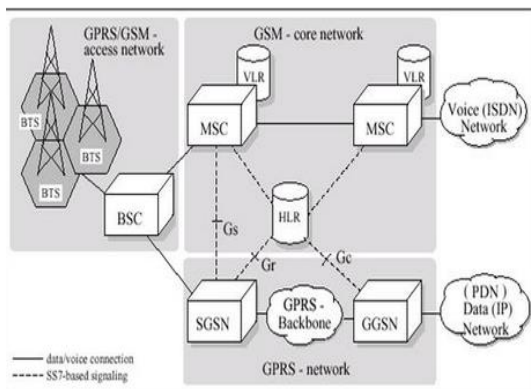 GPRS/GSM -
access network
GSM - core network
VLR
VLR
BTS
BTS
BTS
MSC
MSC
Voice (ISDN)
Network
BSC
HLR
Gs
Gr
Gc
SGSN
GPRS -
Backbone
GGSN
( PDN )
Data (IP)
Network
data/voice connection
SS7-based signaling
GPRS - network